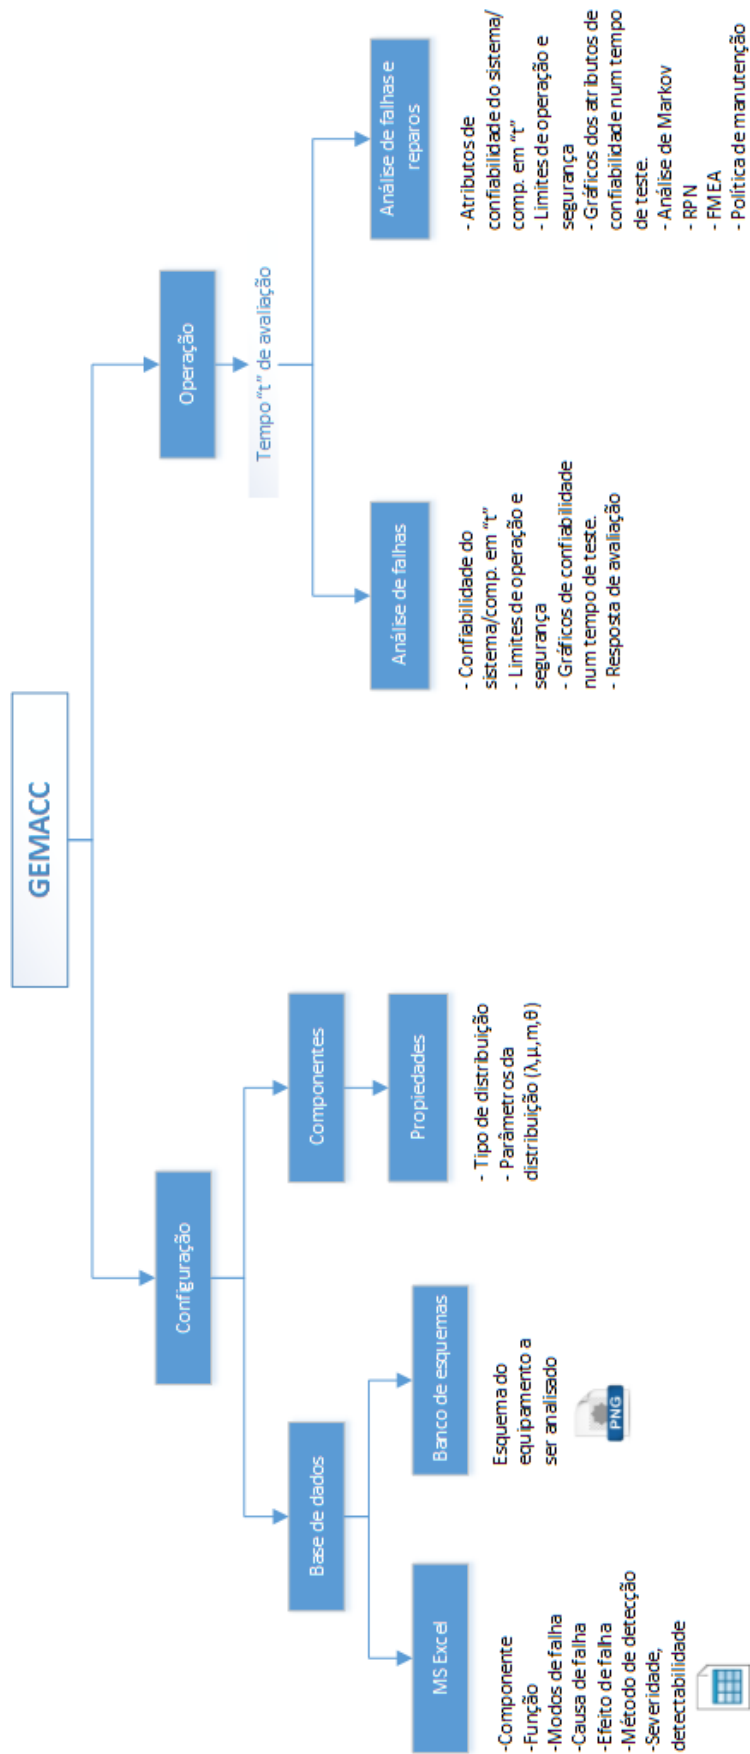 GEMACC
Configuração
Operação
Tempo “t” de avaliação
Base de dados
Componentes
Análise de falhas
Análise de falhas e
reparos
MS Excel
Banco de esquemas
Propiedades
-Componente
-Função
-Modos de falha
-Causa de falha
-Efeito de falha
-Método de detecção
-Severidade,
detectabilidade
Esquema do
equipamento a
ser analisado
PNG
- Tipo de distribuição
- Parâmetros da
distribuição (λ,μ,m,θ)
- Confiabilidade do
sistema/comp. em “t”
- Limites de operação e
segurança
- Gráficos de confiabilidade
num tempo de teste.
- Resposta de avaliação
- Atributos de
confiabilidade do sistema/
comp. em “t”
- Limites de operação e
segurança
- Gráficos dos atributos de
confiabilidade num tempo
de teste.
- Análise de Markov
- RPN
- FMEA
- Política de manutenção